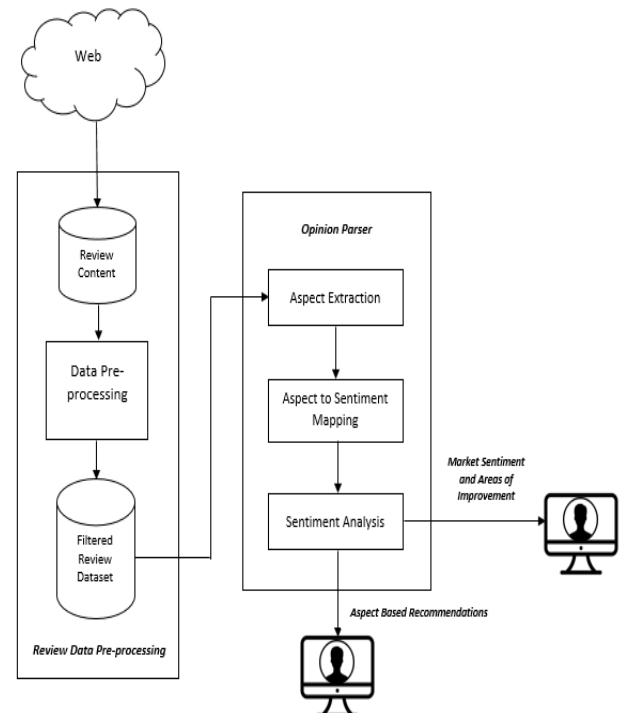 Web
Review
Content
Data Pre-
processing
Filtered
Review
Dataset
Review Data Pre-processing
Opinion Parser
Aspect Extraction
Aspect to Sentiment
Mapping
Sentiment Analysis
Market Sentiment
and Areas of
Improvement
Aspect Based Recommendations